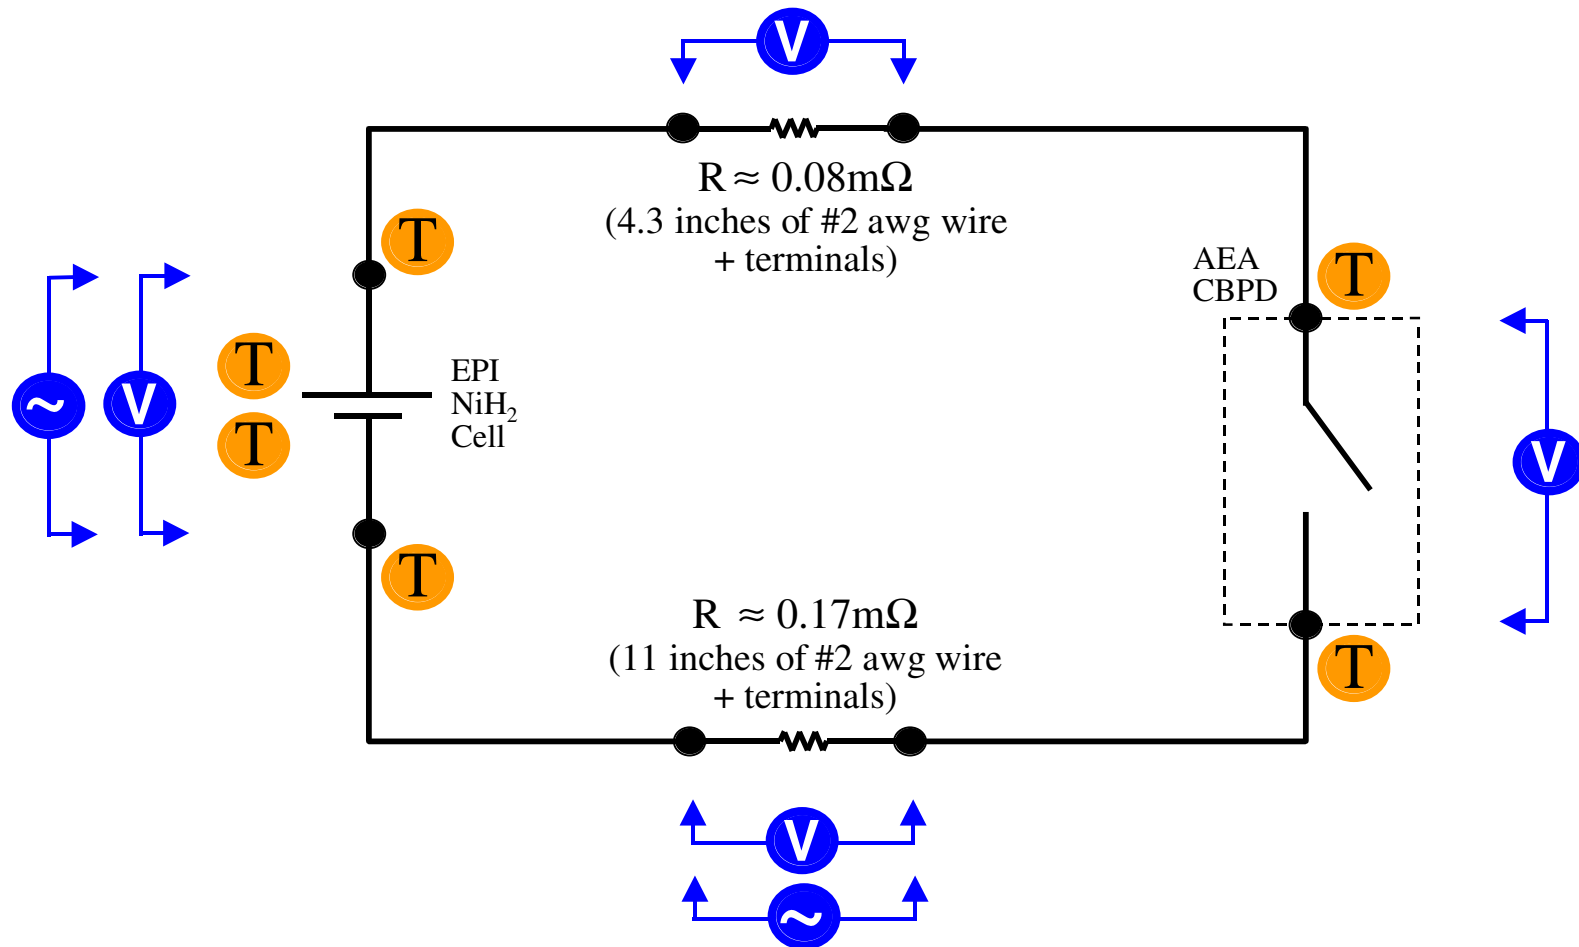 V
R ≈ 0.08mΩ
(4.3 inches of #2 awg wire
+ terminals)
T
AEA
CBPD
T
T
~
V
T
EPI
NiH₂
Cell
V
T
R ≈ 0.17mΩ
(11 inches of #2 awg wire
+ terminals)
T
V
~